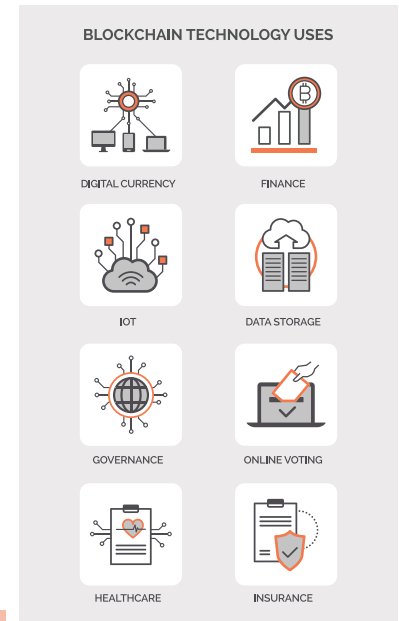 BLOCKCHAIN TECHNOLOGY USES
DIGITAL CURRENCY
FINANCE
IOT
DATA STORAGE
GOVERNANCE
ONLINE VOTING
HEALTHCARE
INSURANCE